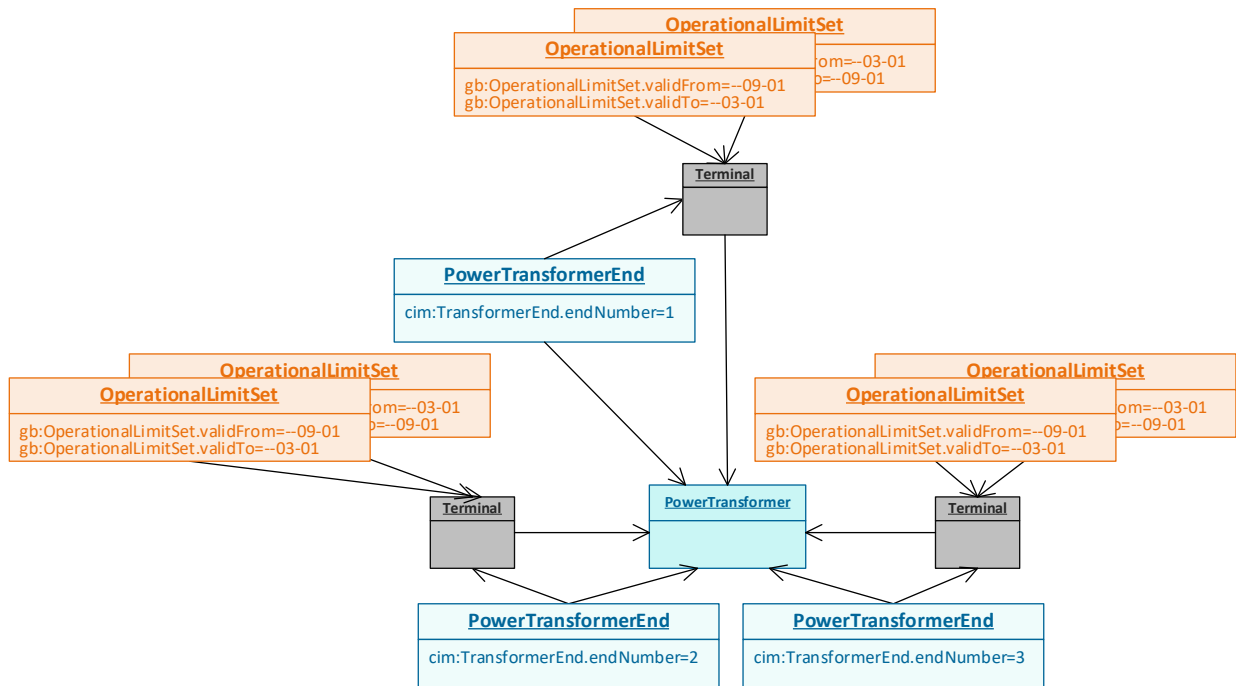 OperationalLimitSet
OperationalLimitSet
rom=--03-01
o=--09-01
gb:OperationalLimitSet.validFrom=--09-01
gb:OperationalLimitSet.validTo=--03-01
Terminal
PowerTransformerEnd
cim:TransformerEnd.endNumber=1
OperationalLimitSet
OperationalLimitSet
om=--03-01
=--09-01
gb:OperationalLimitSet.validFrom=--09-01
gb:OperationalLimitSet.validTo=--03-01
OperationalLimitSet
OperationalLimitSet
om=--03-01
=--09-01
gb:OperationalLimitSet.validFrom=--09-01
gb:OperationalLimitSet.validTo=--03-01
Terminal
PowerTransformer
Terminal
PowerTransformerEnd
cim:TransformerEnd.endNumber=2
PowerTransformerEnd
cim:TransformerEnd.endNumber=3